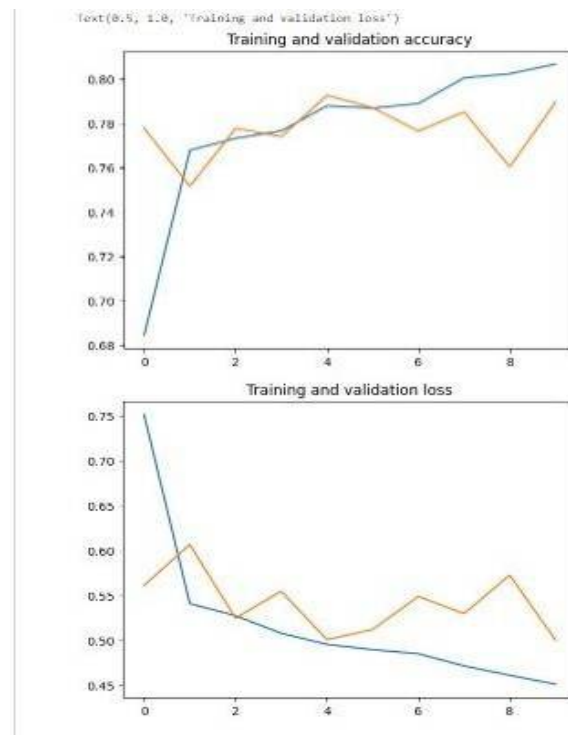 Text(0.5, 1.0, 'Training and validation loss')
Training and validation accuracy
0.80
0.78
0.76
0.74
0.72
0.70
0.68
0 2 4 6 8
Training and validation loss
0.75
0.70
0.65
0.60
0.55
0.50
0.45
0 2 4 6 8